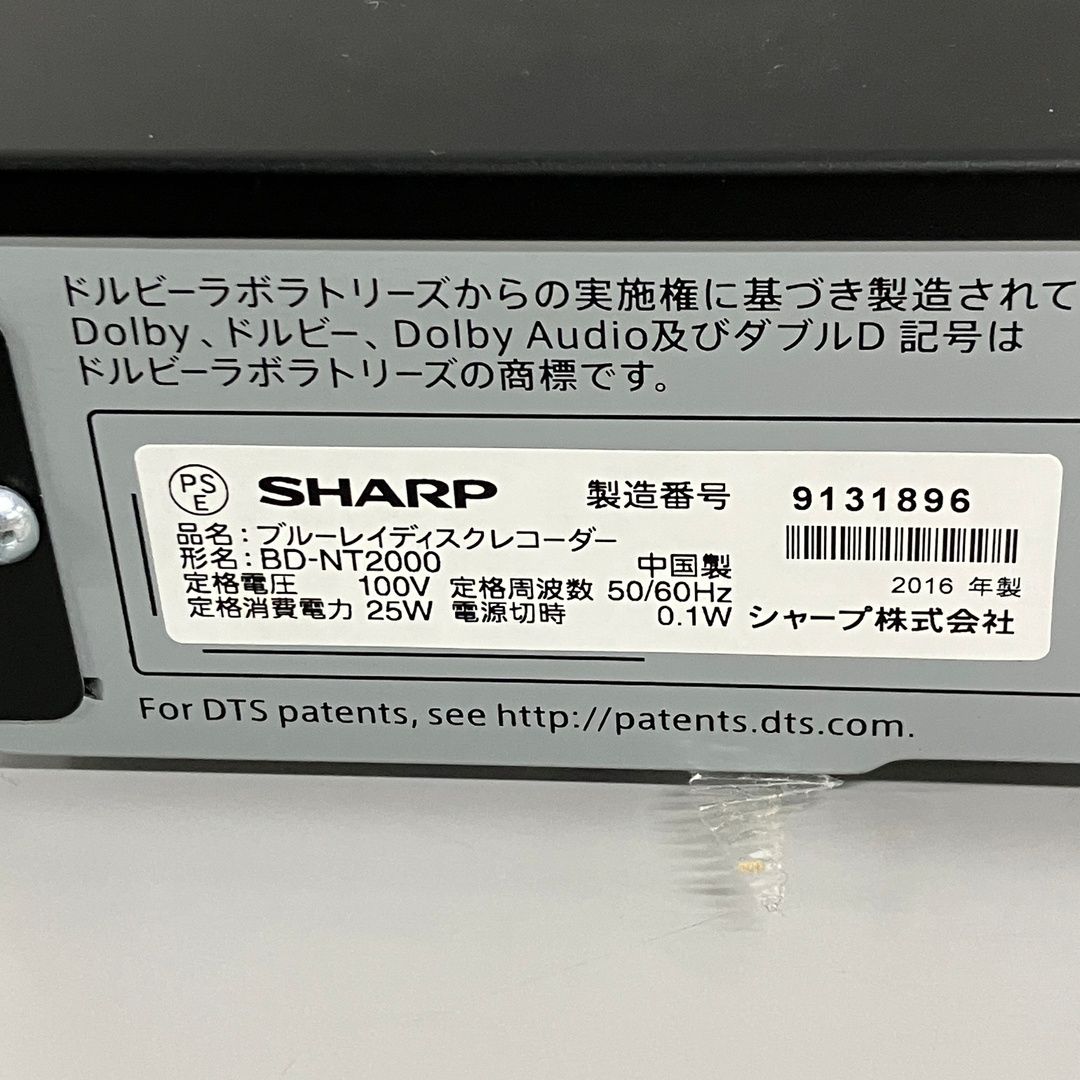 ドルビーラボラトリーズからの実施権に基づき製造されて
Dolby、ドルビー、Dolby Audio及びダブルD 記号は
ドルビーラボラトリーズの商標です。
PSE SHARP 製造番号 9131896
品名:ブルーレイディスクレコーダー
形名:BD-NT2000 中国製
定格電圧 100V 定格周波数 50/60Hz 2016 年製
定格消費電力 25W 電源切時 0.1W シャープ株式会社
For DTS patents, see http://patents.dts.com.